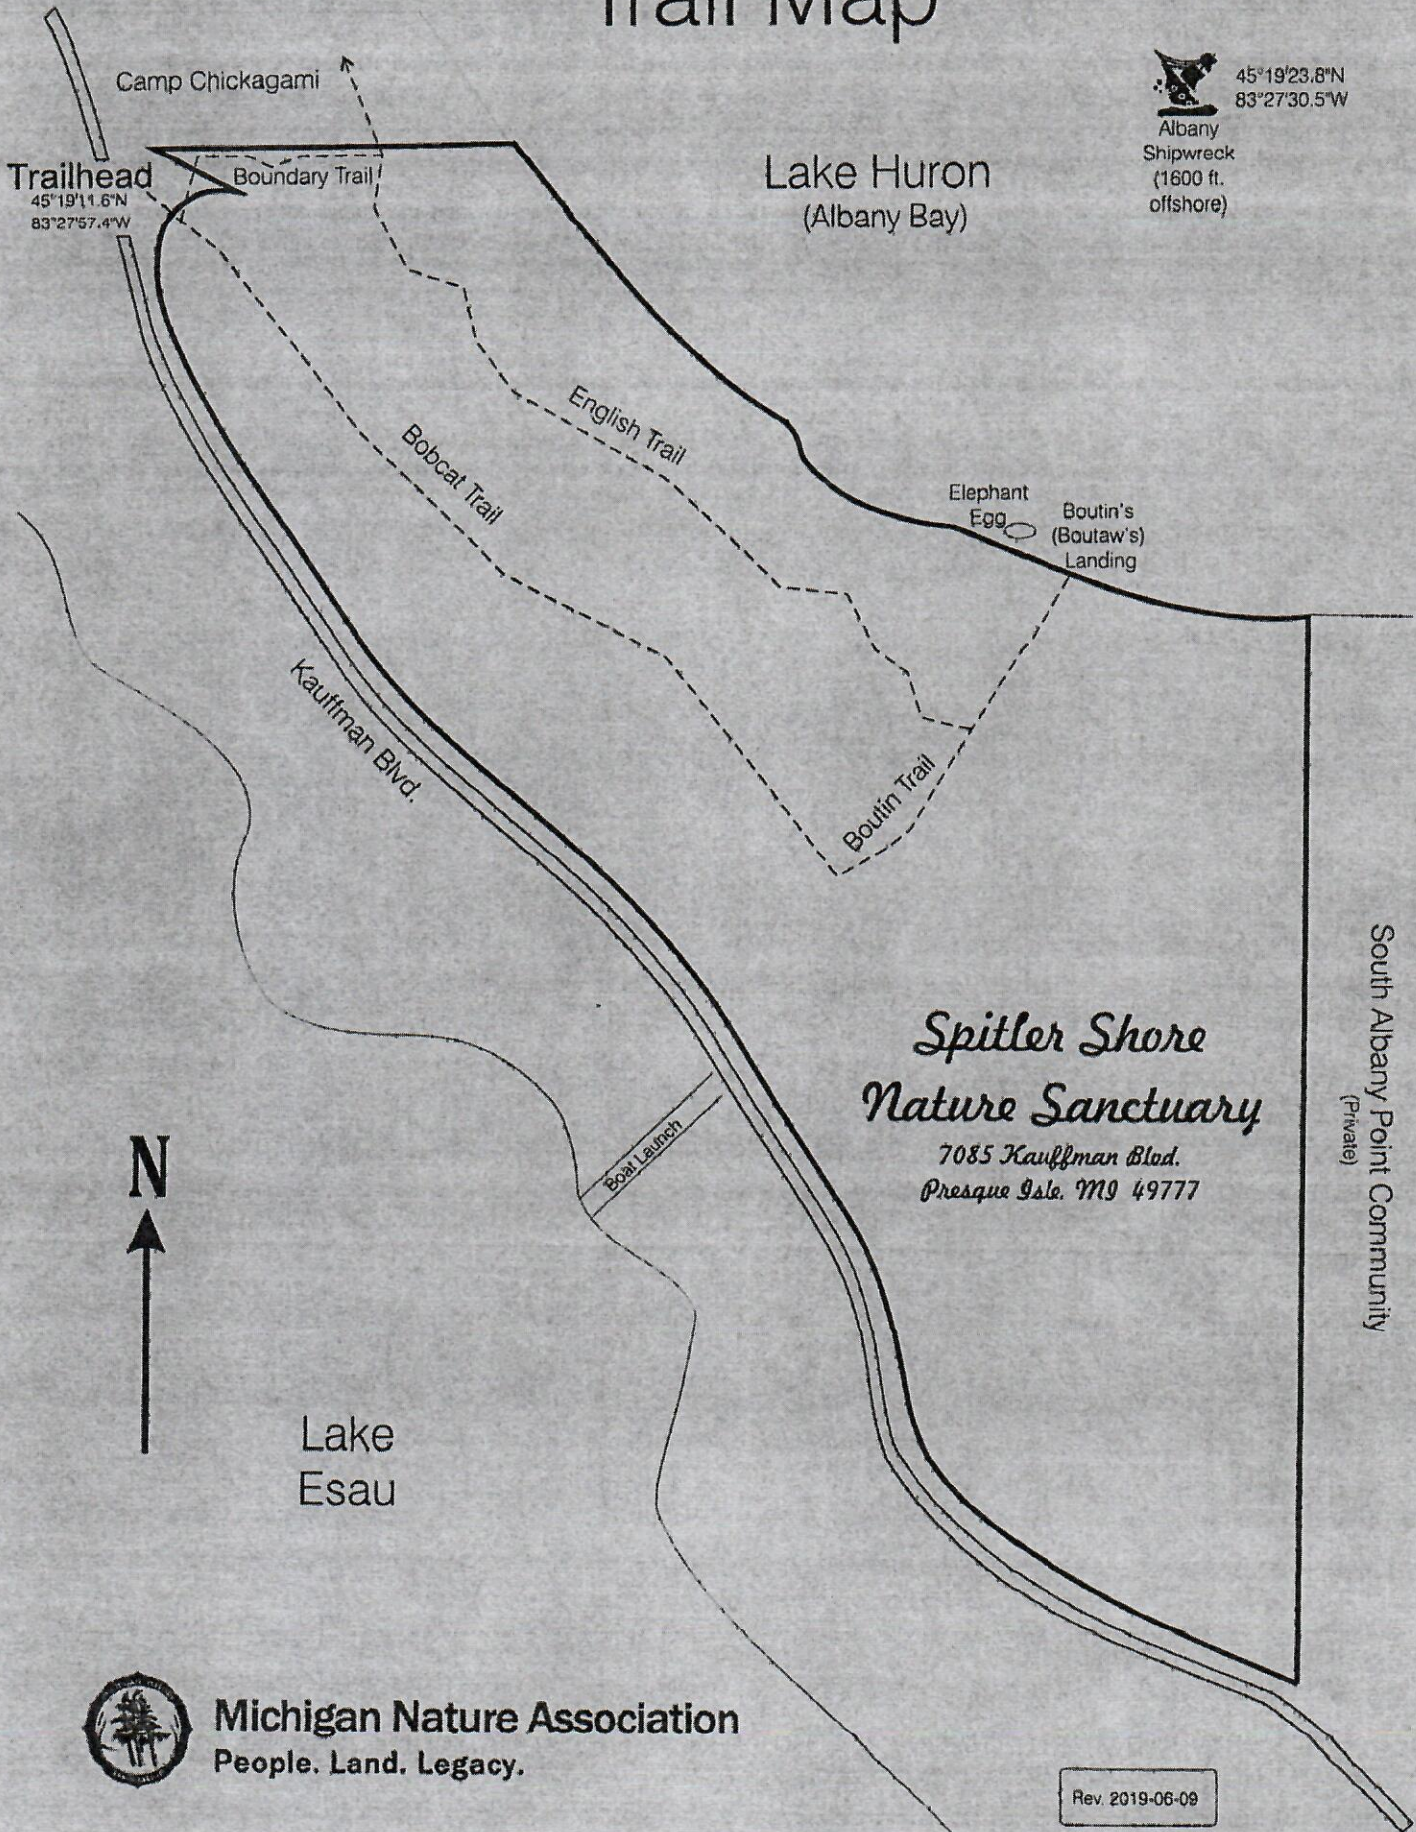 Trail Map
Camp Chickagami
45°19'23.8"N
83°27'30.5"W
Albany
Shipwreck
(1600 ft.
offshore)
Trailhead
45°19'11.6"N
83°27'57.4"W
Boundary Trail
Lake Huron
(Albany Bay)
English Trail
Bobcat Trail
Elephant
Egg
Boutin's
(Boutaw's)
Landing
Kauffman Blvd.
Boutin Trail
South Albany Point Community
(Private)
Spitler Shore
Nature Sanctuary
7085 Kauffman Blvd.
Presque Isle, MI 49777
Boat Launch
N
Lake
Esau
Michigan Nature Association
People. Land. Legacy.
Rev. 2019-06-09